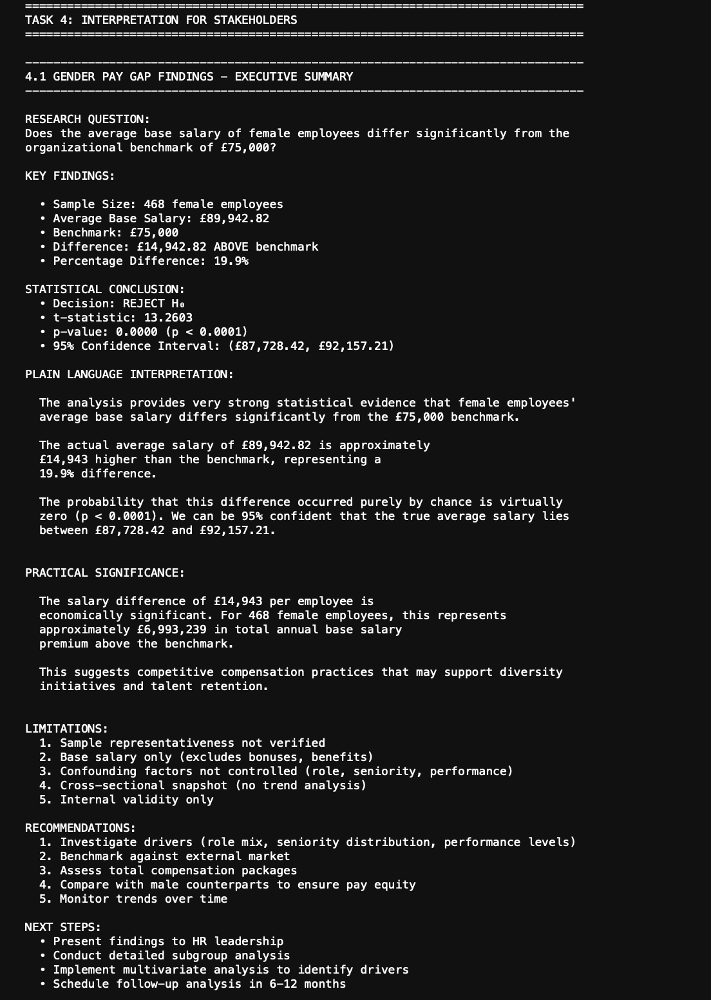 ================================================================================
TASK 4: INTERPRETATION FOR STAKEHOLDERS
================================================================================
--------------------------------------------------------------------------------
4.1 GENDER PAY GAP FINDINGS - EXECUTIVE SUMMARY
--------------------------------------------------------------------------------
RESEARCH QUESTION:
Does the average base salary of female employees differ significantly from the
organizational benchmark of £75,000?
KEY FINDINGS:
• Sample Size: 468 female employees
• Average Base Salary: £89,942.82
• Benchmark: £75,000
• Difference: £14,942.82 ABOVE benchmark
• Percentage Difference: 19.9%
STATISTICAL CONCLUSION:
• Decision: REJECT H₀
• t-statistic: 13.2603
• p-value: 0.0000 (p < 0.0001)
• 95% Confidence Interval: (£87,728.42, £92,157.21)
PLAIN LANGUAGE INTERPRETATION:
The analysis provides very strong statistical evidence that female employees'
average base salary differs significantly from the £75,000 benchmark.
The actual average salary of £89,942.82 is approximately
£14,943 higher than the benchmark, representing a
19.9% difference.
The probability that this difference occurred purely by chance is virtually
zero (p < 0.0001). We can be 95% confident that the true average salary lies
between £87,728.42 and £92,157.21.
PRACTICAL SIGNIFICANCE:
The salary difference of £14,943 per employee is
economically significant. For 468 female employees, this represents
approximately £6,993,239 in total annual base salary
premium above the benchmark.
This suggests competitive compensation practices that may support diversity
initiatives and talent retention.
LIMITATIONS:
1. Sample representativeness not verified
2. Base salary only (excludes bonuses, benefits)
3. Confounding factors not controlled (role, seniority, performance)
4. Cross-sectional snapshot (no trend analysis)
5. Internal validity only
RECOMMENDATIONS:
1. Investigate drivers (role mix, seniority distribution, performance levels)
2. Benchmark against external market
3. Assess total compensation packages
4. Compare with male counterparts to ensure pay equity
5. Monitor trends over time
NEXT STEPS:
• Present findings to HR leadership
• Conduct detailed subgroup analysis
• Implement multivariate analysis to identify drivers
• Schedule follow-up analysis in 6-12 months